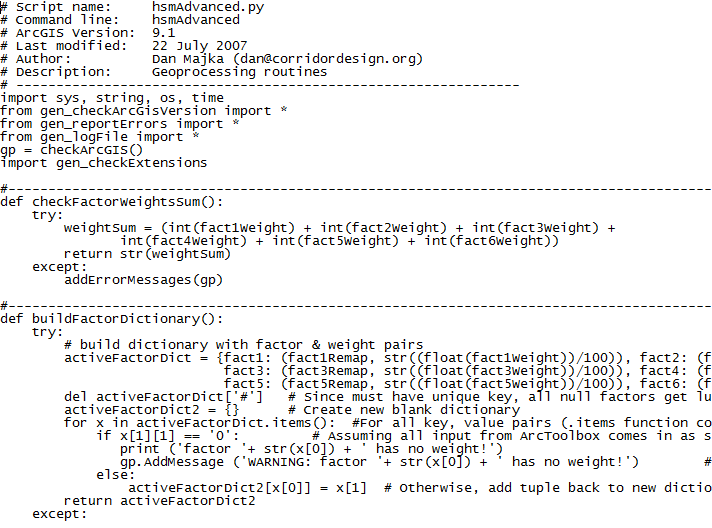 # Script name:     hsmAdvanced.py
# Command line:    hsmAdvanced
# ArcGIS Version:  9.1
# Last modified:   22 July 2007
# Author:          Dan Majka (dan@corridordesign.org)
# Description:     Geoprocessing routines
# ---------------------------------------------------------------
import sys, string, os, time
from gen_checkArcGisVersion import *
from gen_reportErrors import *
from gen_logFile import *
gp = checkArcGIS()
import gen_checkExtensions
#----------------------------------------------------------------------------------------
def checkFactorWeightsSum():
    try:
        weightSum = (int(fact1Weight) + int(fact2Weight) + int(fact3Weight) +
               int(fact4Weight) + int(fact5Weight) + int(fact6Weight))
        return str(weightSum)
    except:
        addErrorMessages(gp)
#----------------------------------------------------------------------------------------
def buildFactorDictionary():
    try:
        # build dictionary with factor & weight pairs
        activeFactorDict = {fact1: (fact1Remap, str((float(fact1Weight))/100)), fact2: (f
                            fact3: (fact3Remap, str((float(fact3Weight))/100)), fact4: (f
                            fact5: (fact5Remap, str((float(fact5Weight))/100)), fact6: (f
        del activeFactorDict['#']   # Since must have unique key, all null factors get lu
        activeFactorDict2 = {}      # Create new blank dictionary
        for x in activeFactorDict.items():  #For all key, value pairs (.items function co
            if x[1][1] == '0':         # Assuming all input from ArcToolbox comes in as s
               print ('factor '+ str(x[0]) + ' has no weight!')
               gp.AddMessage ('WARNING: factor '+ str(x[0]) + ' has no weight!')        #
            else:
                activeFactorDict2[x[0]] = x[1]  # Otherwise, add tuple back to new dictio
        return activeFactorDict2
    except: